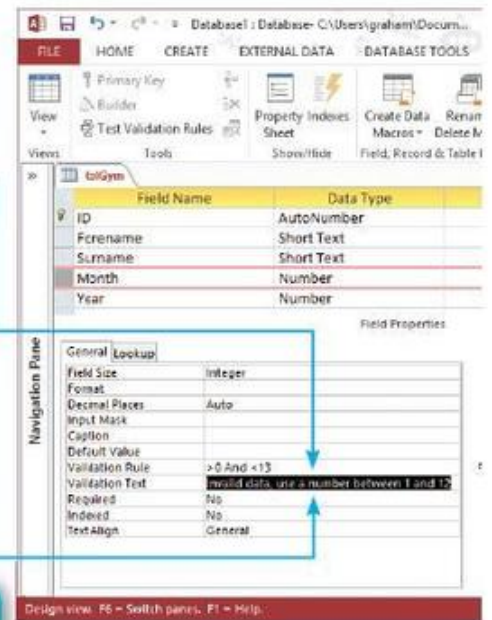 Database1 : Database- C:\Users\graham\Docum...
FILE HOME CREATE EXTERNAL DATA DATABASE TOOLS
View
Primary Key
Builder
Test Validation Rules
Property Sheet
Indexes
Create Data Macros
Renam
Delete M
Views Tools Show/Hide Field, Record & Table
tblGym
Field Name Data Type
ID AutoNumber
Forename Short Text
Surname Short Text
Month Number
Year Number
Field Properties
Navigation Pane
General Lookup
Field Size Integer
Format
Decimal Places Auto
Input Mask
Caption
Default Value
Validation Rule >0 And <13
Validation Text Invalid data, use a number between 1 and 12
Required No
Indexed No
Text Align General
Design view. F6 = Switch panes. F1 = Help.